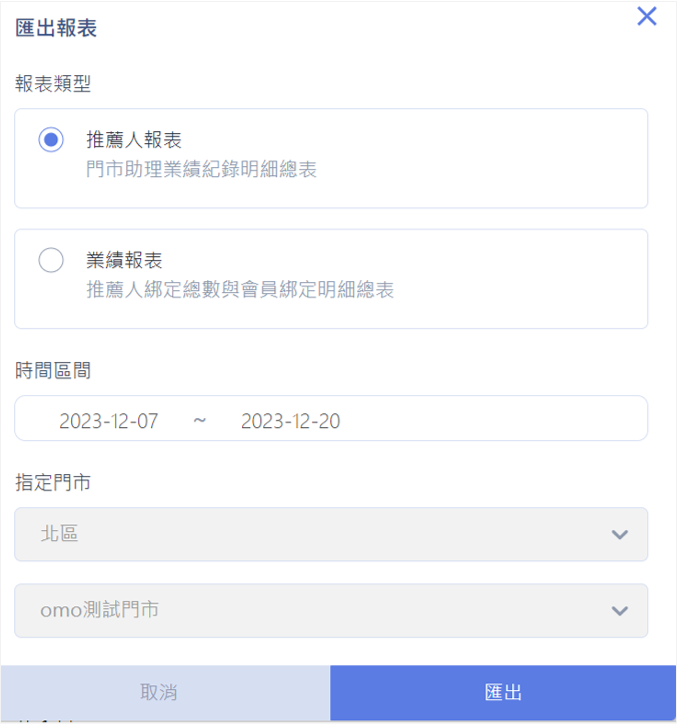 匯出報表
報表類型
推薦人報表
門市助理業績紀錄明細總表
業績報表
推薦人綁定總數與會員綁定明細總表
時間區間
2023-12-07 ~ 2023-12-20
指定門市
北區
omo測試門市
取消
匯出